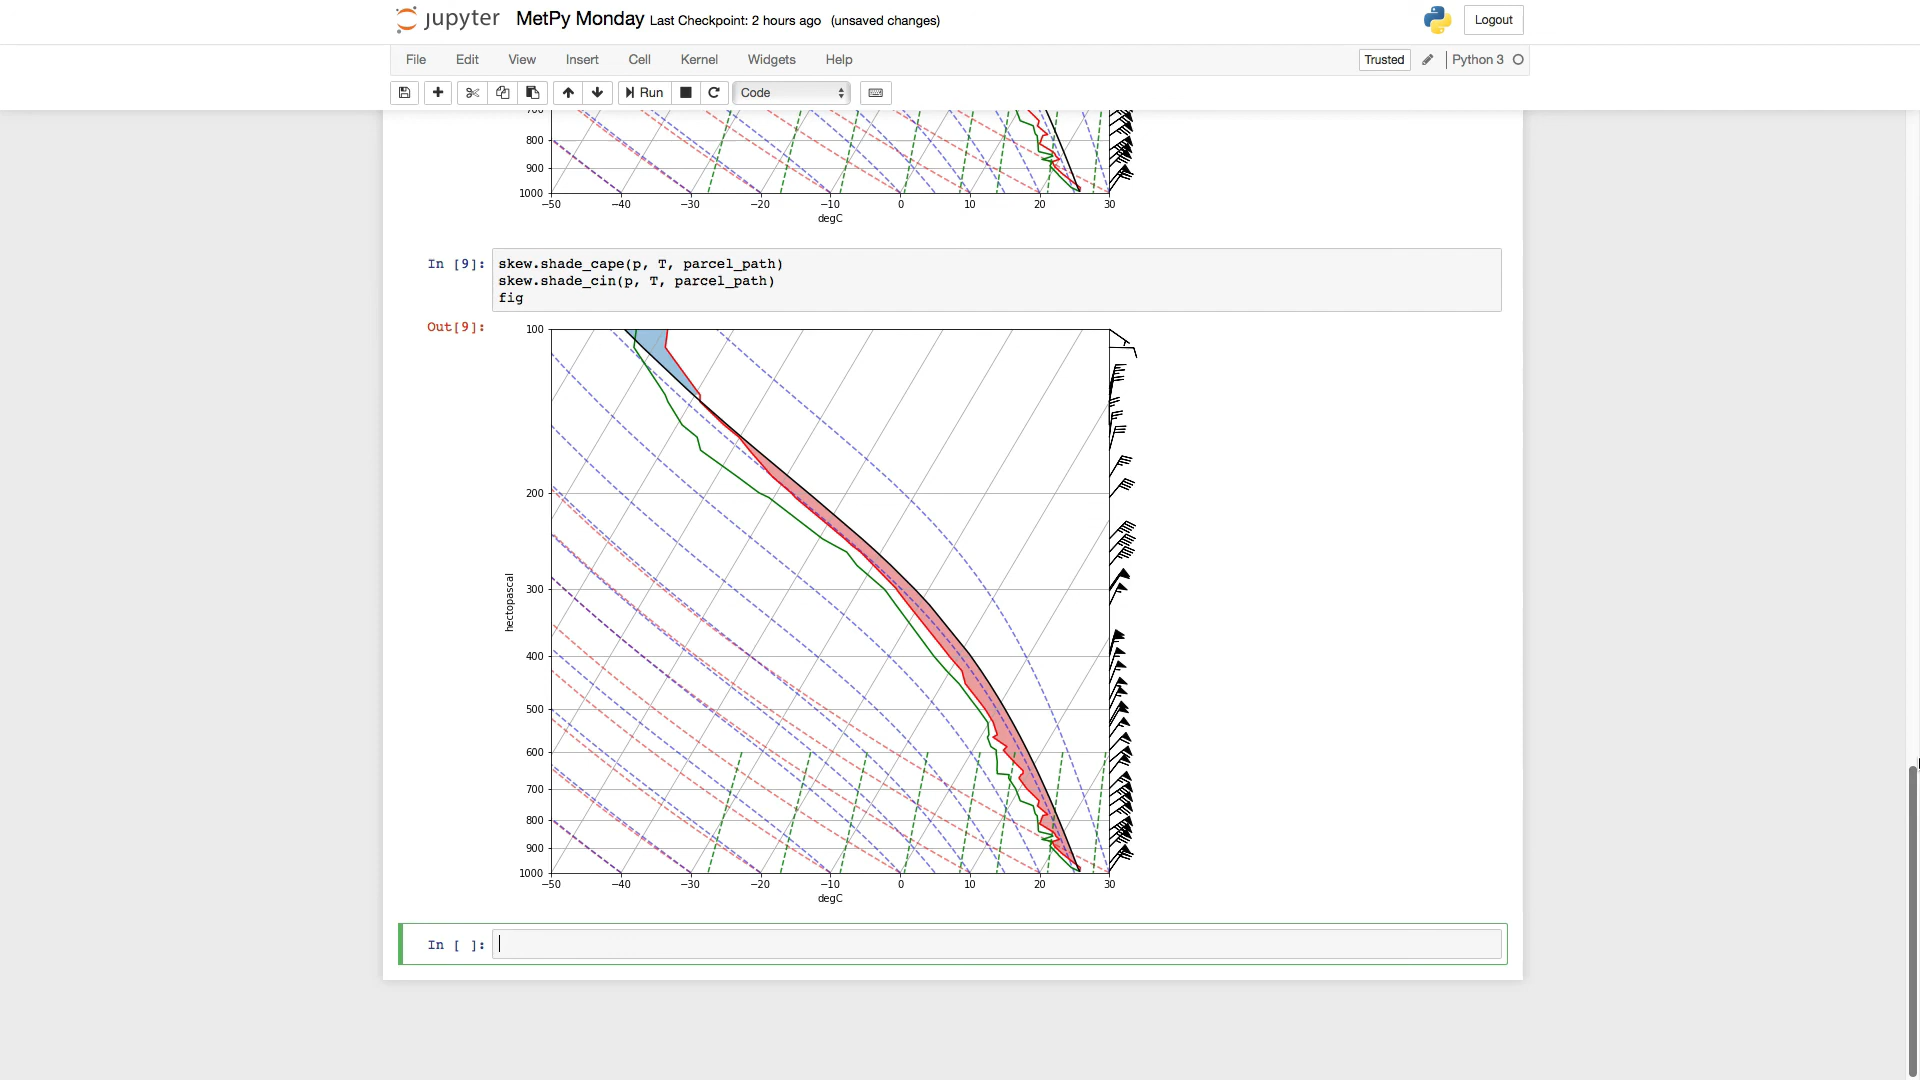 jupyter MetPy Monday Last Checkpoint: 2 hours ago (unsaved changes)
Logout
File Edit View Insert Cell Kernel Widgets Help
Trusted
Python 3
Run
Code
700
800
900
1000
−50 −40 −30 −20 −10 0 10 20 30
degC
In [9]:
skew.shade_cape(p, T, parcel_path)
skew.shade_cin(p, T, parcel_path)
fig
Out[9]:
100
200
300
hectopascal
400
500
600
700
800
900
1000
−50 −40 −30 −20 −10 0 10 20 30
degC
In [ ]: